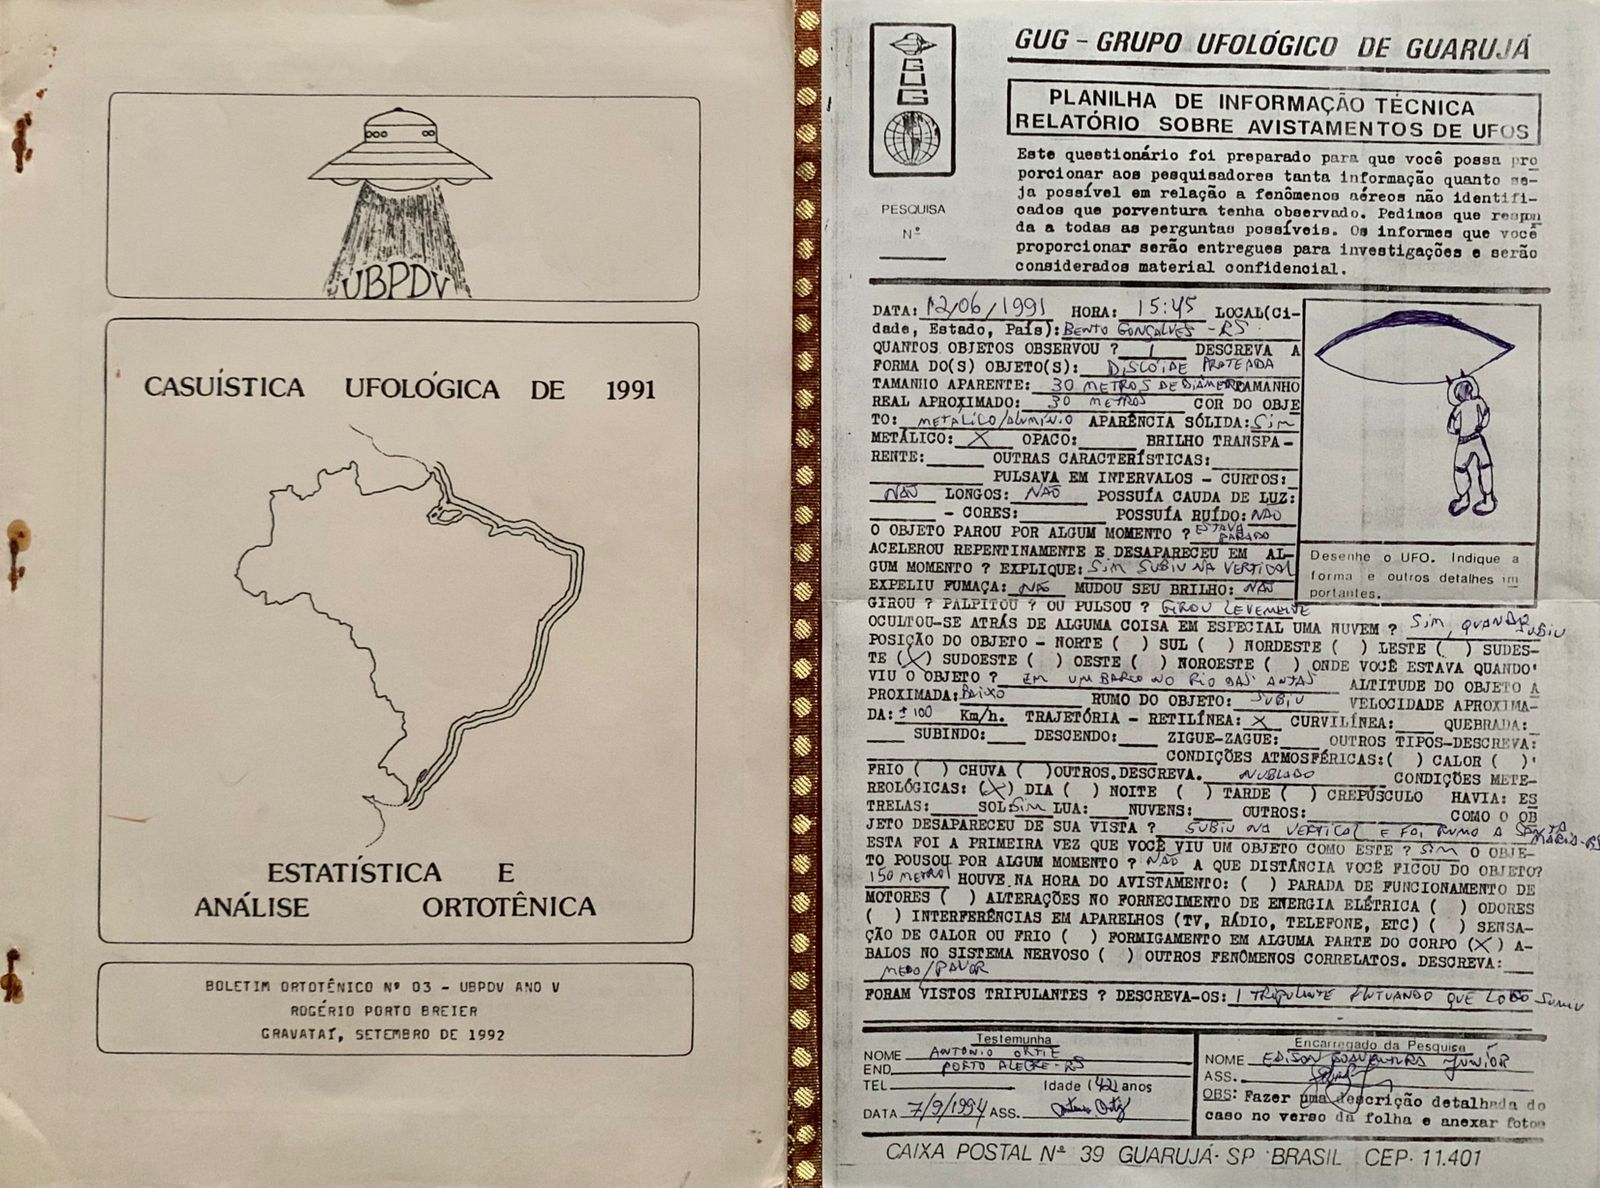 UBPDV
CASUÍSTICA UFOLÓGICA DE 1991
ESTATÍSTICA E
ANÁLISE ORTOTÊNICA
BOLETIM ORTOTÊNICO Nº 03 - UBPDV ANO V
ROGÉRIO PORTO BREIER
GRAVATAÍ, SETEMBRO DE 1992
GUG
GUG - GRUPO UFOLÓGICO DE GUARUJÁ
PLANILHA DE INFORMAÇÃO TÉCNICA
RELATÓRIO SOBRE AVISTAMENTOS DE UFOS
PESQUISA
Nº
Este questionário foi preparado para que você possa pro
porcionar aos pesquisadores tanta informação quanto se-
ja possível em relação a fenômenos aéreos não identifi-
cados que porventura tenha observado. Pedimos que respon
da a todas as perguntas possíveis. Os informes que você
proporcionar serão entregues para investigações e serão
considerados material confidencial.
DATA: 12/06/1991 HORA: 15:45 LOCAL(Ci-
dade, Estado, País): BENTO GONÇALVES - RS
QUANTOS OBJETOS OBSERVOU ? 1 DESCREVA A
FORMA DO(S) OBJETO(S): DISCÓIDE PRATEADA
TAMANHO APARENTE: 30 METROS DE DIÂMETRO TAMANHO
REAL APROXIMADO: 30 METROS COR DO OBJE
TO: METÁLICO/ALUMÍNIO APARÊNCIA SÓLIDA: Sim
METÁLICO: X OPACO: BRILHO TRANSPA-
RENTE: OUTRAS CARACTERÍSTICAS:
PULSAVA EM INTERVALOS - CURTOS:
NÃO LONGOS: NÃO POSSUÍA CAUDA DE LUZ:
- CORES: POSSUÍA RUÍDO: NÃO
O OBJETO PAROU POR ALGUM MOMENTO ? ESTAVA PARADO
ACELEROU REPENTINAMENTE E DESAPARECEU EM AL-
GUM MOMENTO ? EXPLIQUE: SIM SUBIU NA VERTICAL
EXPELIU FUMAÇA: NÃO MUDOU SEU BRILHO: NÃO
GIROU ? PALPITOU ? OU PULSOU ? GIROU LEVEMENTE
Desenhe o UFO. Indique a
forma e outros detalhes im
portantes.
OCULTOU-SE ATRÁS DE ALGUMA COISA EM ESPECIAL UMA NUVEM ? SIM, QUANDO SUBIU
POSIÇÃO DO OBJETO - NORTE ( ) SUL ( ) NORDESTE ( ) LESTE ( ) SUDES-
TE (X) SUDOESTE ( ) OESTE ( ) NOROESTE ( ) ONDE VOCÊ ESTAVA QUANDO
VIU O OBJETO ? EM UM BARCO NO RIO DAS ANTAS ALTITUDE DO OBJETO A
PROXIMADA: BAIXO RUMO DO OBJETO: SUBIU VELOCIDADE APROXIMA-
DA: ± 100 Km/h. TRAJETÓRIA - RETILÍNEA: X CURVILÍNEA: QUEBRADA:
SUBINDO: DESCENDO: ZIGUE-ZAGUE: OUTROS TIPOS-DESCREVA:
CONDIÇÕES ATMOSFÉRICAS:( ) CALOR ( )
FRIO ( ) CHUVA ( )OUTROS.DESCREVA. NUBLADO CONDIÇÕES METE-
REOLÓGICAS: (X) DIA ( ) NOITE ( ) TARDE ( ) CREPÚSCULO HAVIA: ES
TRELAS: SOL: Sim LUA: NUVENS: OUTROS: COMO O OB
JETO DESAPARECEU DE SUA VISTA ? SUBIU NA VERTICAL E FOI RUMO A SANTA MARIA-RS
ESTA FOI A PRIMEIRA VEZ QUE VOCÊ VIU UM OBJETO COMO ESTE ? SIM O OBJE-
TO POUSOU POR ALGUM MOMENTO ? NÃO A QUE DISTÂNCIA VOCÊ FICOU DO OBJETO?
150 METROS HOUVE NA HORA DO AVISTAMENTO: ( ) PARADA DE FUNCIONAMENTO DE
MOTORES ( ) ALTERAÇÕES NO FORNECIMENTO DE ENERGIA ELÉTRICA ( ) ODORES
( ) INTERFERÊNCIAS EM APARELHOS (TV, RÁDIO, TELEFONE, ETC) ( ) SENSA-
ÇÃO DE CALOR OU FRIO ( ) FORMIGAMENTO EM ALGUMA PARTE DO CORPO (X) A-
BALOS NO SISTEMA NERVOSO ( ) OUTROS FENÔMENOS CORRELATOS. DESCREVA:
MEDO/PAVOR
FORAM VISTOS TRIPULANTES ? DESCREVA-OS: 1 TRIPULANTE FLUTUANDO QUE LOGO SUMIU
Testemunha
NOME ANTONIO ORTIZ
END. PORTO ALEGRE-RS
TEL Idade (42) anos
DATA 7/9/1994 ASS. Antonio Ortiz
Encarregado da Pesquisa
NOME EDISON BOAVENTURA JUNIOR
ASS.
OBS: Fazer uma descrição detalhada do
caso no verso da folha e anexar fotos
CAIXA POSTAL Nº 39 GUARUJÁ-SP BRASIL CEP-11.401